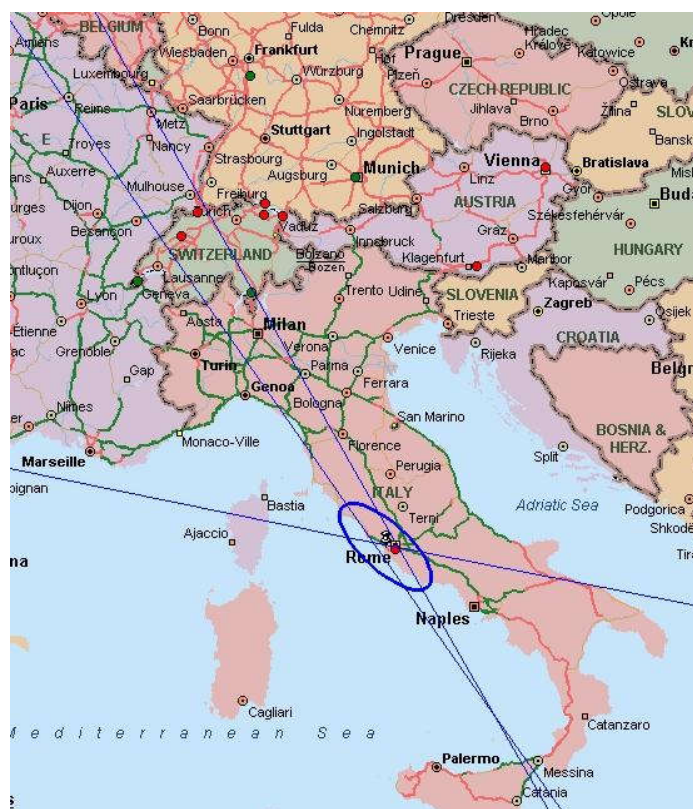 BELGIUM
Bonn
Fulda
Chemnitz
Dresden
Hradec
Králové
Opole
Amiens
Wiesbaden
Frankfurt
Hof
Prague
Katowice
Luxembourg
Würzburg
Plzeň
Ostrava
Paris
Reims
Saarbrücken
CZECH REPUBLIC
Metz
Nuremberg
Jihlava
Brno
Žilina
SLOV
C E
Troyes
Nancy
Stuttgart
Ingolstadt
Bansk
Auxerre
Strasbourg
Augsburg
Munich
Linz
Vienna
Bratislava
Mulhouse
Freiburg
Salzburg
AUSTRIA
Győr
Buda
Dijon
Vaduz
Székesfehérvár
Besançon
Innsbruck
Graz
SWITZERLAND
Bolzano
Bozen
Klagenfurt
Maribor
HUNGARY
Lausanne
Kaposvár
Pécs
Lyon
Geneva
Trento
Udine
SLOVENIA
Aosta
Zagreb
Milan
Trieste
Osijek
Étienne
Grenoble
Verona
Venice
Rijeka
CROATIA
Turin
Parma
Gap
Ferrara
Belgr
Genoa
Bologna
Nîmes
San Marino
BOSNIA &
HERZ.
Monaco-Ville
Florence
Marseille
Perugia
Split
pignan
Bastia
ITALY
Adriatic Sea
Podgorica
Terni
Shkodë
Ajaccio
Tira
na
Rome
Naples
Cagliari
Catanzaro
Mediterranean Sea
Palermo
Messina
Catania